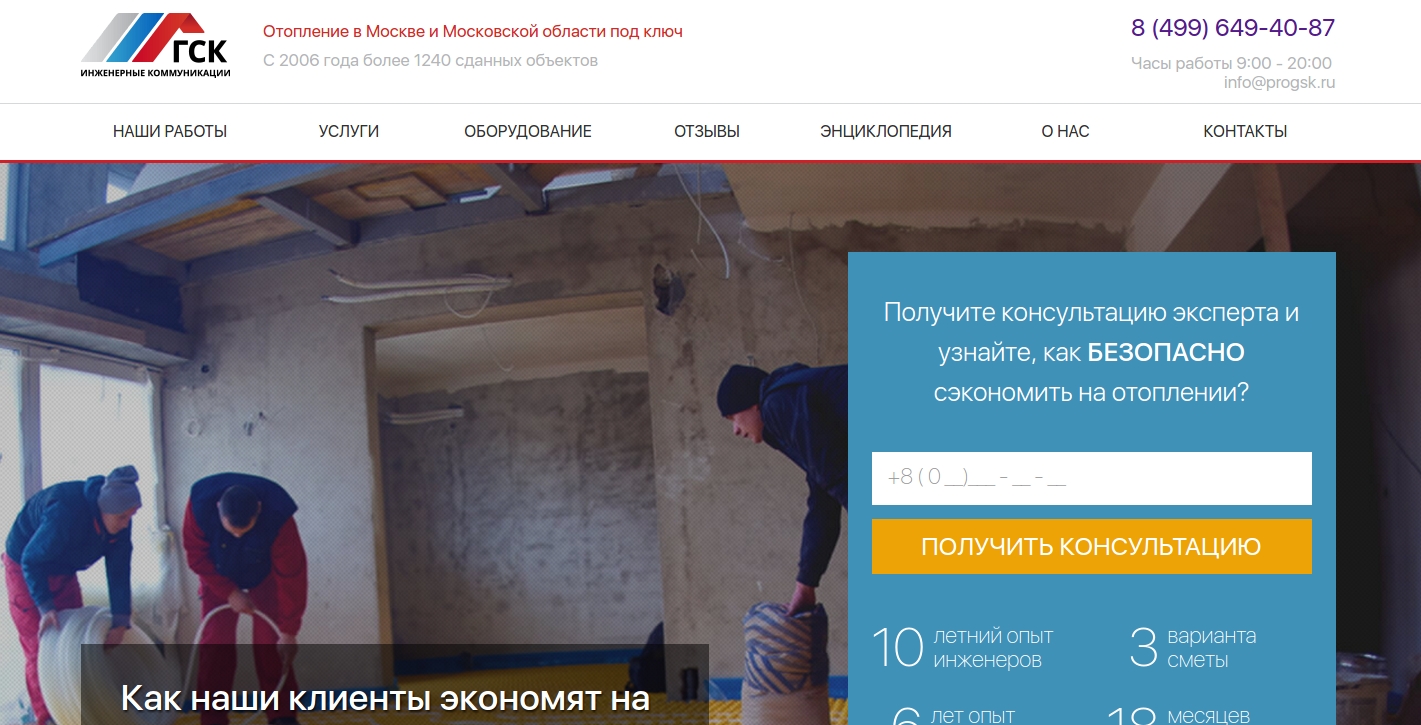 ГСК
ИНЖЕНЕРНЫЕ КОММУНИКАЦИИ
Отопление в Москве и Московской области под ключ
С 2006 года более 1240 сданных объектов
8 (499) 649-40-87
Часы работы 9:00 - 20:00
info@progsk.ru
НАШИ РАБОТЫ УСЛУГИ ОБОРУДОВАНИЕ ОТЗЫВЫ ЭНЦИКЛОПЕДИЯ О НАС КОНТАКТЫ
Получите консультацию эксперта и
узнайте, как БЕЗОПАСНО
сэкономить на отоплении?
+8 ( 0 __)___ - __ - __
ПОЛУЧИТЬ КОНСУЛЬТАЦИЮ
10 летний опыт
инженеров
3 варианта
сметы
6 лет опыт
18 месяцев
Как наши клиенты экономят на